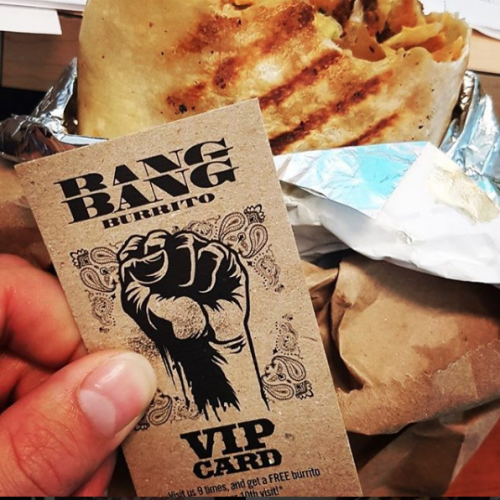 BANG
BANG
BURRITO
VIP
CARD
Visit us 9 times, and get a FREE burrito
10th visit!*